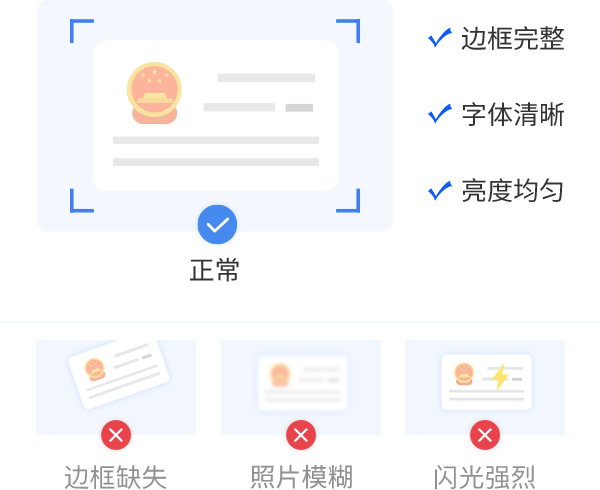 边框完整
字体清晰
亮度均匀
正常
边框缺失
照片模糊
闪光强烈